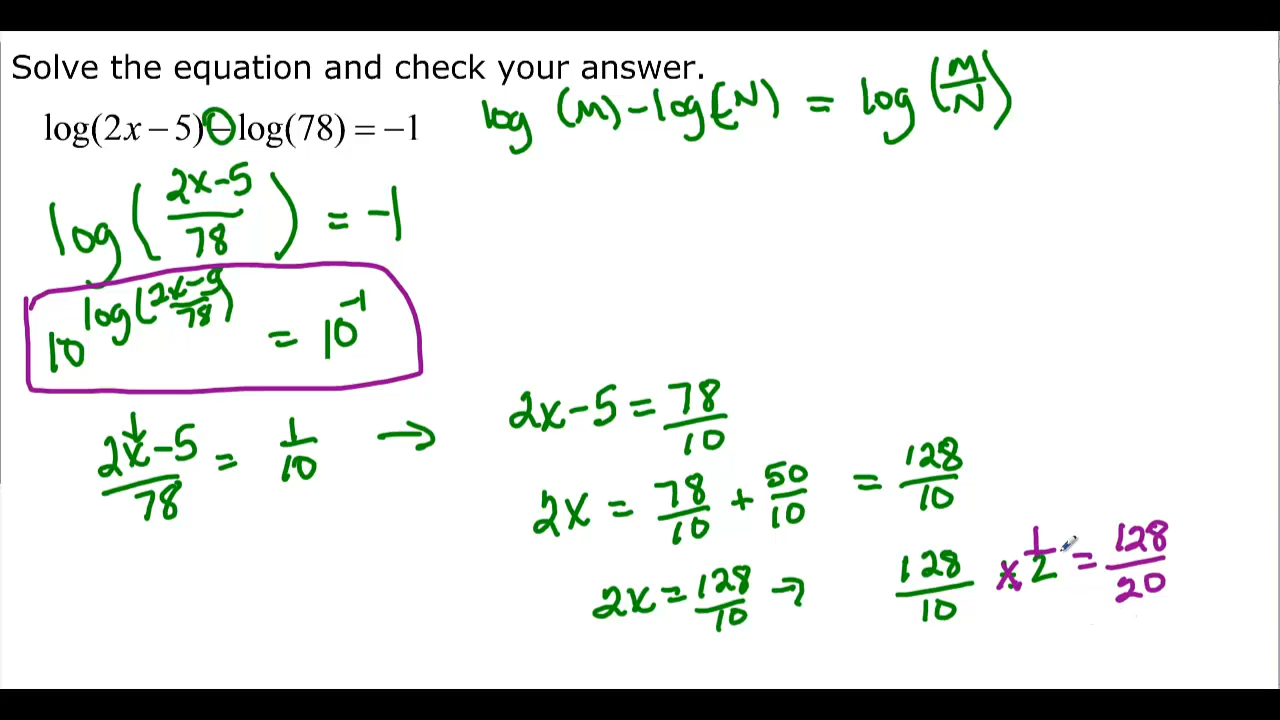 Solve the equation and check your answer.
log(2x − 5) − log(78) = −1
log (M) − log (N) = log (M/N)
log ( 2x−5 / 78 ) = −1
10^log(2x−5/78) = 10^−1
2x−5 / 78 = 1/10 →
2x−5 = 78/10
2x = 78/10 + 50/10 = 128/10
2x = 128/10 → 128/10 x 1/2 = 128/20